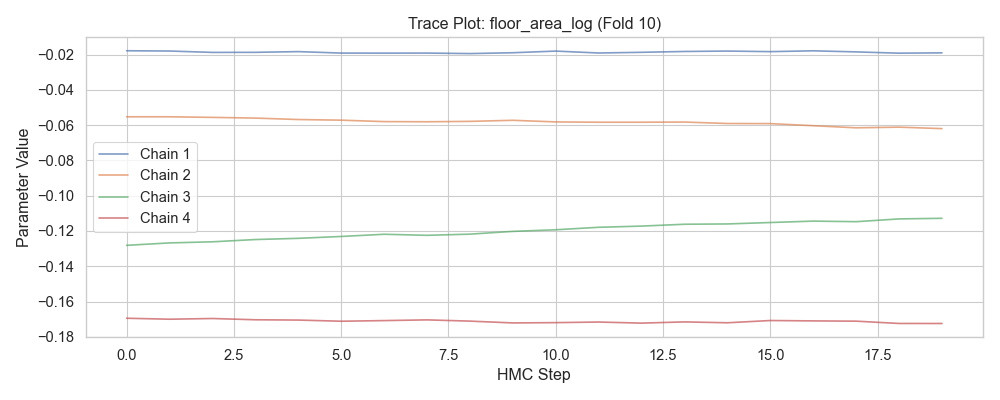 Trace Plot: floor_area_log (Fold 10)
Parameter Value
−0.02
−0.04
−0.06
−0.08
−0.10
−0.12
−0.14
−0.16
−0.18
Chain 1
Chain 2
Chain 3
Chain 4
0.0 2.5 5.0 7.5 10.0 12.5 15.0 17.5
HMC Step